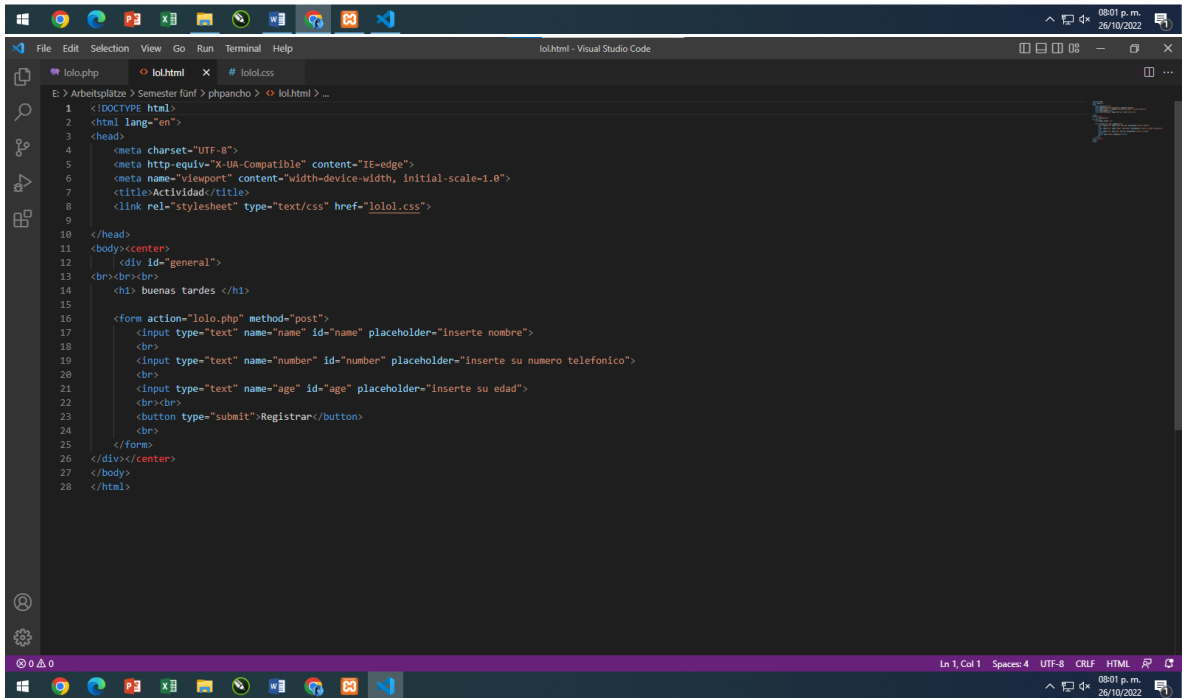 08:01 p. m.
26/10/2022
File Edit Selection View Go Run Terminal Help
lol.html - Visual Studio Code
lolo.php
<> lol.html
# lolol.css
E: > Arbeitsplätze > Semester fünf > phpancho > <> lol.html > ...
1 <!DOCTYPE html>
2 <html lang="en">
3 <head>
4 <meta charset="UTF-8">
5 <meta http-equiv="X-UA-Compatible" content="IE=edge">
6 <meta name="viewport" content="width=device-width, initial-scale=1.0">
7 <title>Actividad</title>
8 <link rel="stylesheet" type="text/css" href="lolol.css">
9
10 </head>
11 <body><center>
12 <div id="general">
13 <br><br><br>
14 <h1> buenas tardes </h1>
15
16 <form action="lolo.php" method="post">
17 <input type="text" name="name" id="name" placeholder="inserte nombre">
18 <br>
19 <input type="text" name="number" id="number" placeholder="inserte su numero telefonico">
20 <br>
21 <input type="text" name="age" id="age" placeholder="inserte su edad">
22 <br><br>
23 <button type="submit">Registrar</button>
24 <br>
25 </form>
26 </div></center>
27 </body>
28 </html>
0 0
Ln 1, Col 1 Spaces: 4 UTF-8 CRLF HTML
08:01 p. m.
26/10/2022